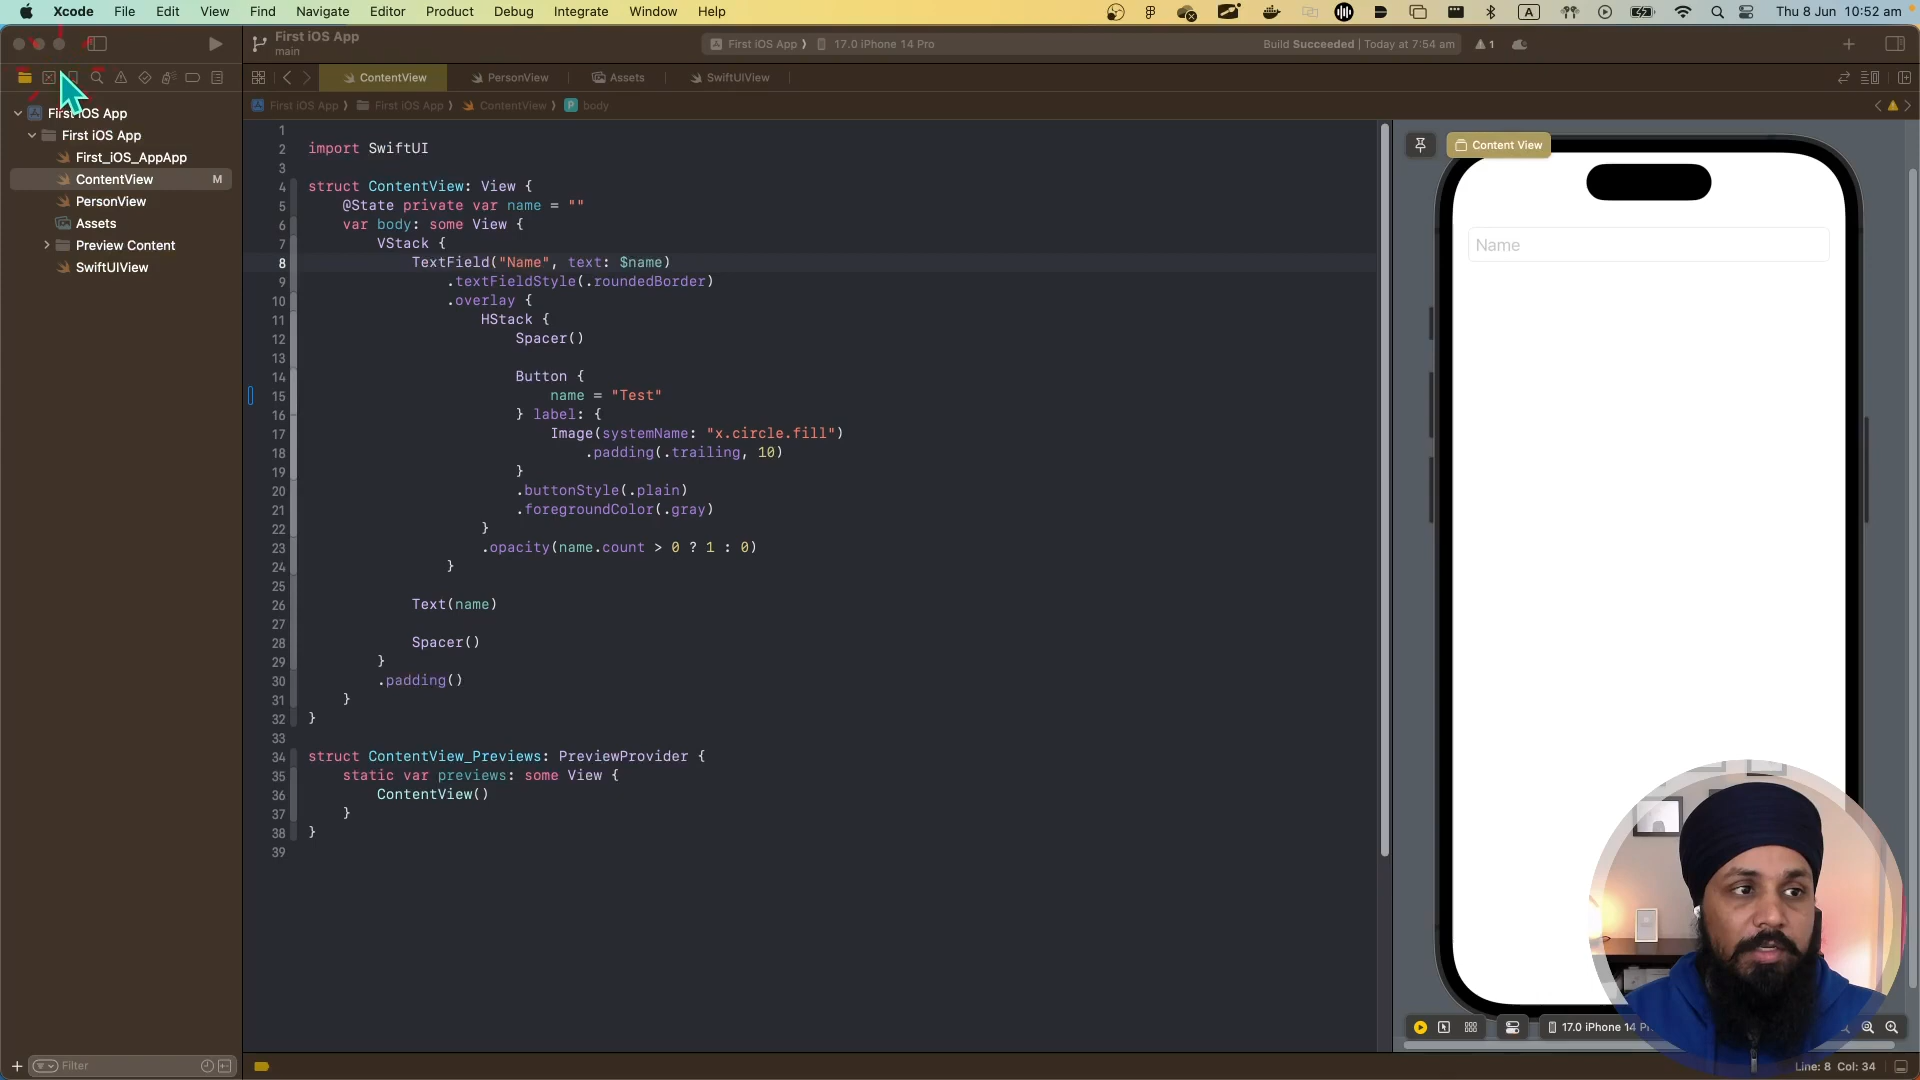 Xcode File Edit View Find Navigate Editor Product Debug Integrate Window Help A Thu 8 Jun 10:52 am
First iOS App
main
First iOS App ⟩ 17.0 iPhone 14 Pro
Build Succeeded | Today at 7:54 am
1
ContentView PersonView Assets SwiftUIView
First iOS App ⟩ First iOS App ⟩ ContentView ⟩ P body
First iOS App
First iOS App
First_iOS_AppApp
ContentView M
PersonView
Assets
Preview Content
SwiftUIView
1
2 import SwiftUI
3
4 struct ContentView: View {
5 @State private var name = ""
6 var body: some View {
7 VStack {
8 TextField("Name", text: $name)
9 .textFieldStyle(.roundedBorder)
10 .overlay {
11 HStack {
12 Spacer()
13
14 Button {
15 name = "Test"
16 } label: {
17 Image(systemName: "x.circle.fill")
18 .padding(.trailing, 10)
19 }
20 .buttonStyle(.plain)
21 .foregroundColor(.gray)
22 }
23 .opacity(name.count > 0 ? 1 : 0)
24 }
25
26 Text(name)
27
28 Spacer()
29 }
30 .padding()
31 }
32 }
33
34 struct ContentView_Previews: PreviewProvider {
35 static var previews: some View {
36 ContentView()
37 }
38 }
39
Content View
Name
17.0 iPhone 14
Filter
Line: 8 Col: 34